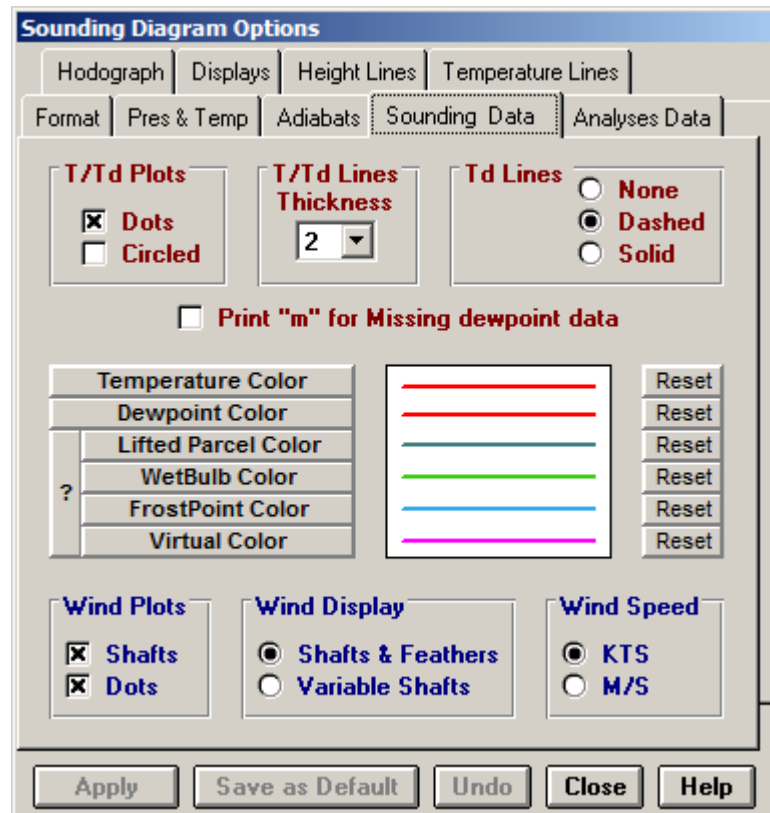 Sounding Diagram Options
Hodograph Displays Height Lines Temperature Lines
Format Pres & Temp Adiabats Sounding Data Analyses Data
T/Td Plots
Dots
Circled
T/Td Lines
Thickness
2
Td Lines
None
Dashed
Solid
Print "m" for Missing dewpoint data
Temperature Color Reset
Dewpoint Color Reset
?
Lifted Parcel Color Reset
WetBulb Color Reset
FrostPoint Color Reset
Virtual Color Reset
Wind Plots
Shafts
Dots
Wind Display
Shafts & Feathers
Variable Shafts
Wind Speed
KTS
M/S
Apply Save as Default Undo Close Help